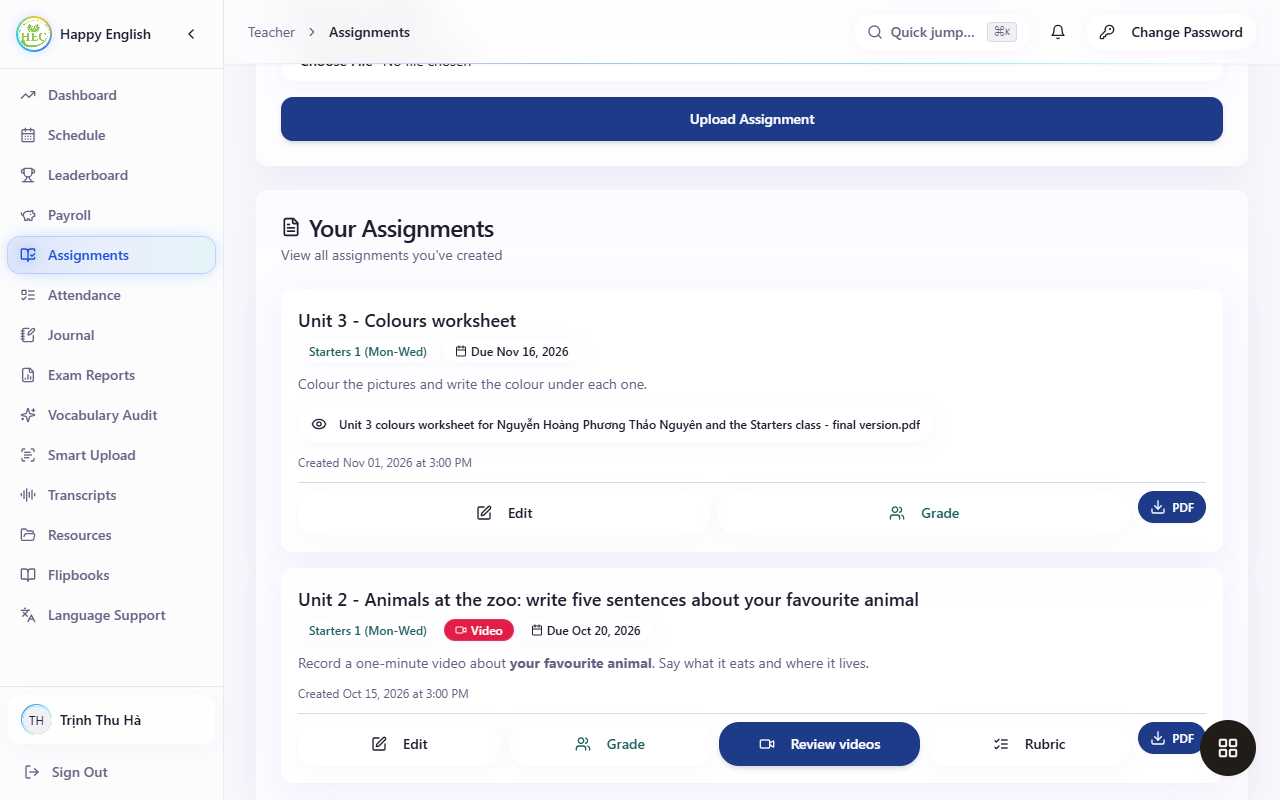 HEC
Happy English
Dashboard
Schedule
Leaderboard
Payroll
Assignments
Attendance
Journal
Exam Reports
Vocabulary Audit
Smart Upload
Transcripts
Resources
Flipbooks
Language Support
TH
Trịnh Thu Hà
Sign Out
Teacher
Assignments
Quick jump...
⌘K
Change Password
Choose File No file chosen
Upload Assignment
Your Assignments
View all assignments you've created
Unit 3 - Colours worksheet
Starters 1 (Mon-Wed)
Due Nov 16, 2026
Colour the pictures and write the colour under each one.
Unit 3 colours worksheet for Nguyễn Hoàng Phương Thảo Nguyên and the Starters class - final version.pdf
Created Nov 01, 2026 at 3:00 PM
Edit
Grade
PDF
Unit 2 - Animals at the zoo: write five sentences about your favourite animal
Starters 1 (Mon-Wed)
Video
Due Oct 20, 2026
Record a one-minute video about your favourite animal. Say what it eats and where it lives.
Created Oct 15, 2026 at 3:00 PM
Edit
Grade
Review videos
Rubric
PDF